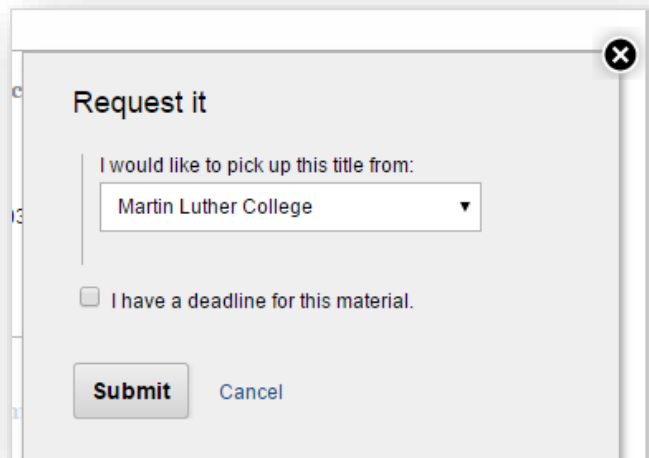 Request it
I would like to pick up this title from:
Martin Luther College
I have a deadline for this material.
Submit Cancel